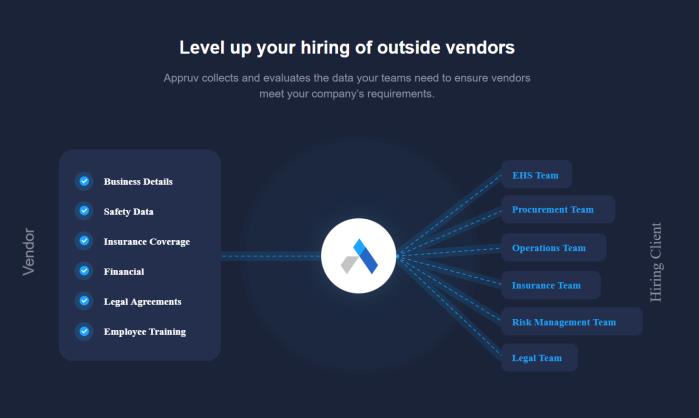 Level up your hiring of outside vendors
Appruv collects and evaluates the data your teams need to ensure vendors
meet your company's requirements.
Vendor
Business Details
Safety Data
Insurance Coverage
Financial
Legal Agreements
Employee Training
EHS Team
Procurement Team
Operations Team
Insurance Team
Risk Management Team
Legal Team
Hiring Client